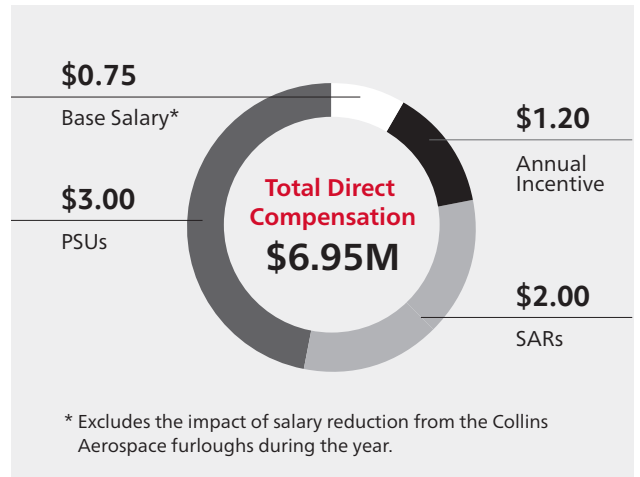 $0.75
Base Salary*
$3.00
PSUs
Total Direct
Compensation
$6.95M
$1.20
Annual
Incentive
$2.00
SARs
* Excludes the impact of salary reduction from the Collins
Aerospace furloughs during the year.